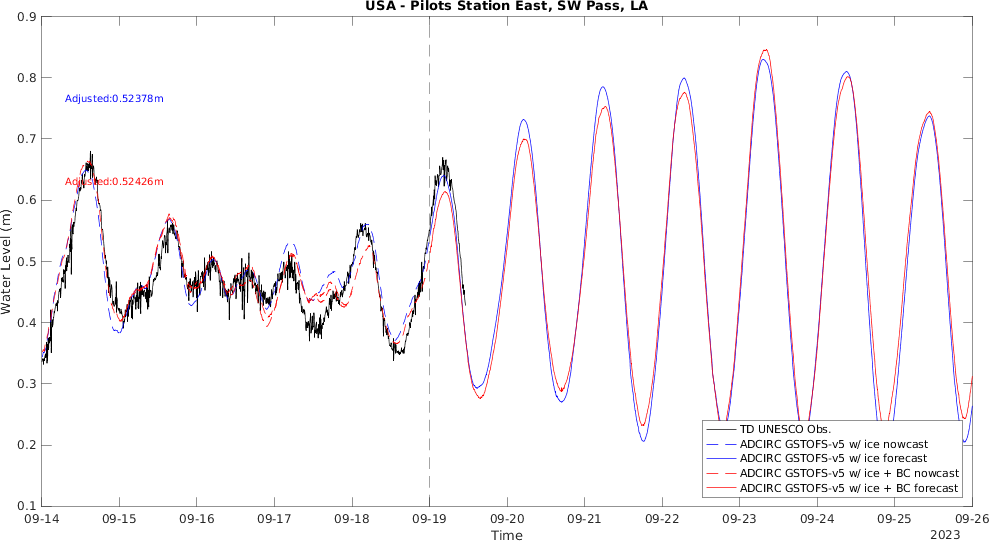 USA - Pilots Station East, SW Pass, LA
0.9
0.8
0.7
0.6
0.5
0.4
0.3
0.2
0.1
Water Level (m)
Adjusted:0.52378m
Adjusted:0.52426m
TD UNESCO Obs.
ADCIRC GSTOFS-v5 w/ ice nowcast
ADCIRC GSTOFS-v5 w/ ice forecast
ADCIRC GSTOFS-v5 w/ ice + BC nowcast
ADCIRC GSTOFS-v5 w/ ice + BC forecast
09-14 09-15 09-16 09-17 09-18 09-19 09-20 09-21 09-22 09-23 09-24 09-25 09-26
Time
2023